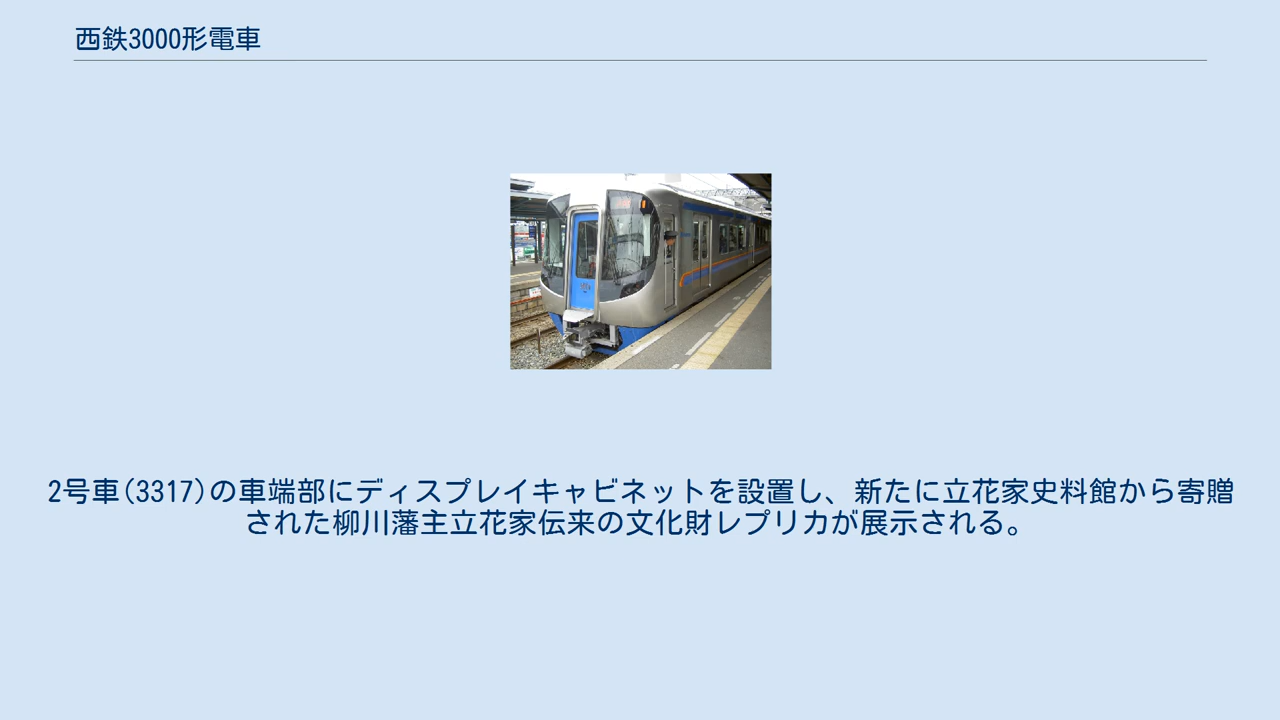 西鉄3000形電車
2号車(3317)の車端部にディスプレイキャビネットを設置し、新たに立花家史料館から寄贈
された柳川藩主立花家伝来の文化財レプリカが展示される。